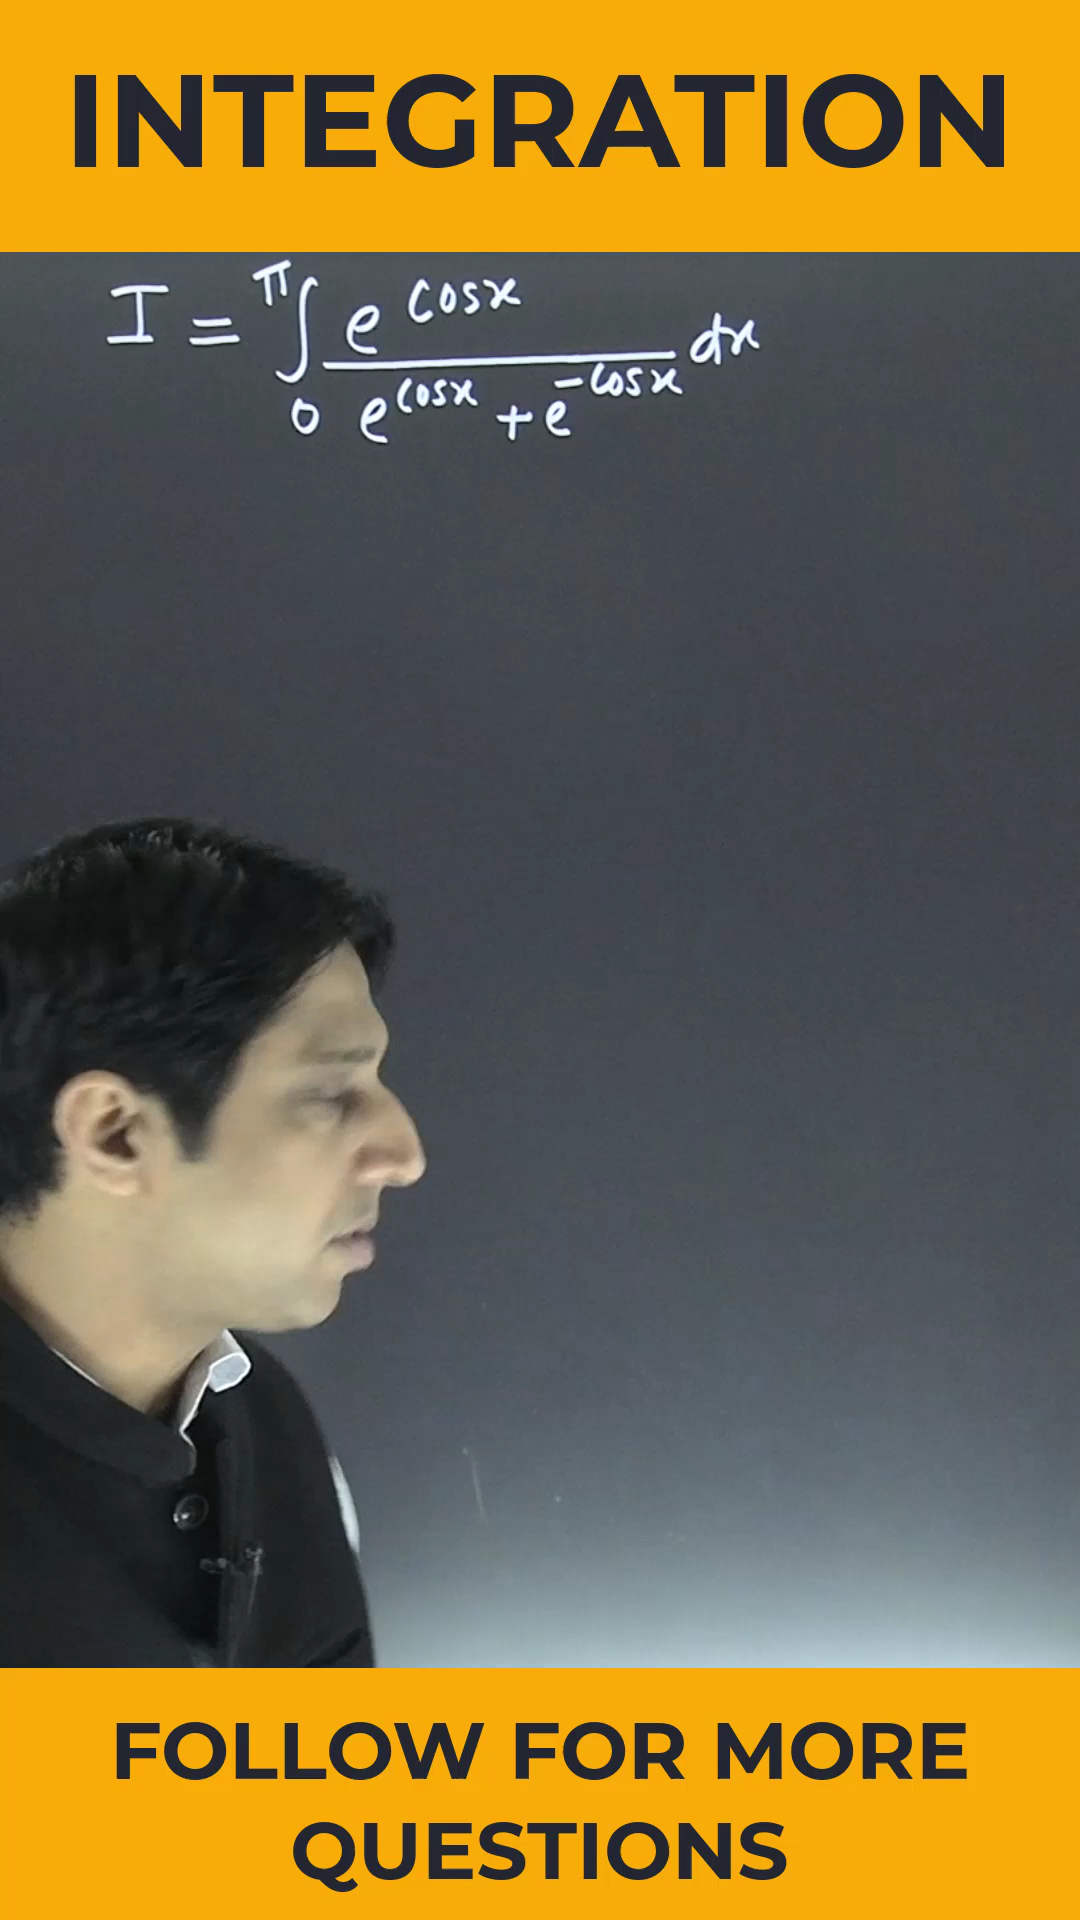 INTEGRATION
I = ∫₀^π e^{cosx} / (e^{cosx} + e^{-cosx}) dx
FOLLOW FOR MORE
QUESTIONS